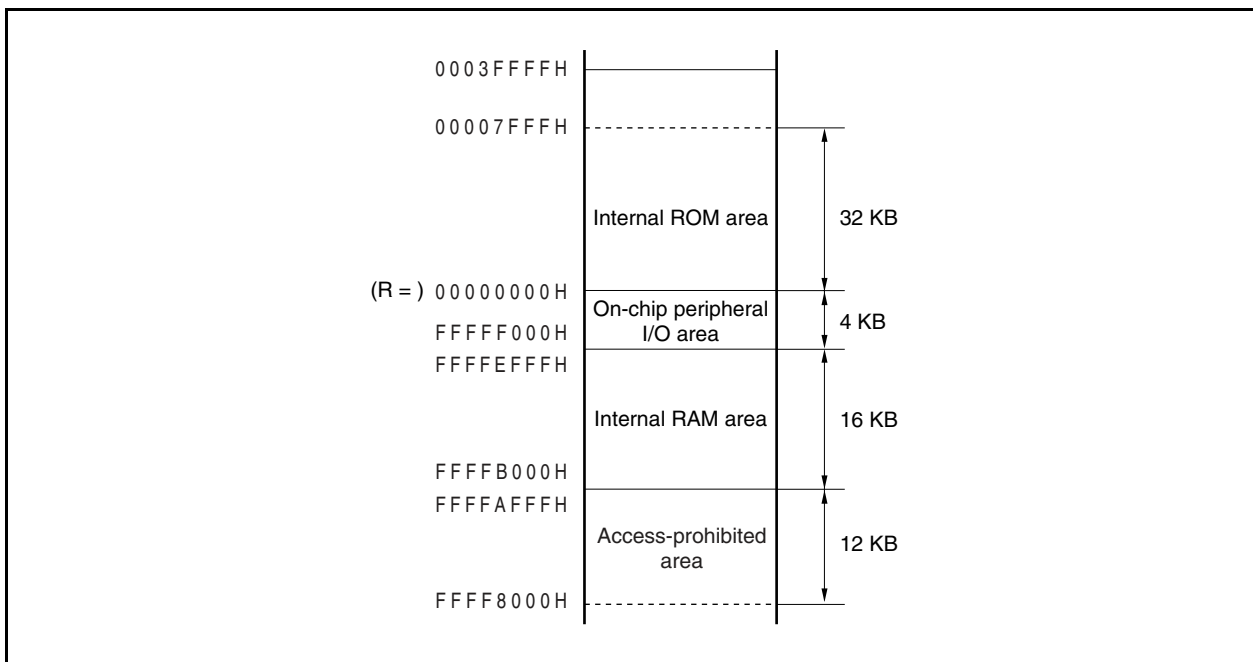 0003FFFFH
00007FFFH
Internal ROM area
32 KB
(R = ) 00000000H
On-chip peripheral
I/O area
4 KB
FFFFF000H
FFFFEFFFH
Internal RAM area
16 KB
FFFFB000H
FFFFAFFFH
Access-prohibited
area
12 KB
FFFF8000H